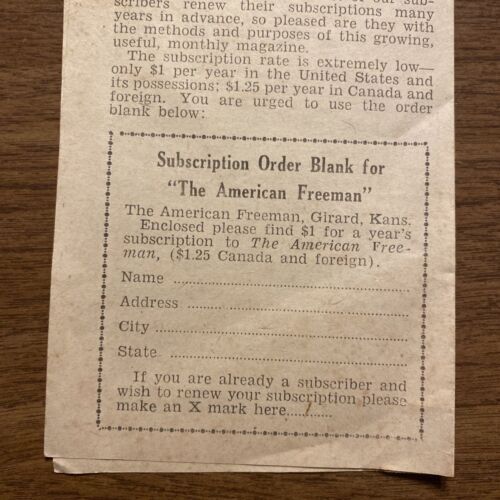 scribers renew their subscriptions many
years in advance, so pleased are they with
the methods and purposes of this growing,
useful, monthly magazine.
The subscription rate is extremely low—
only $1 per year in the United States and
its possessions; $1.25 per year in Canada and
foreign. You are urged to use the order
blank below:
Subscription Order Blank for
"The American Freeman"
The American Freeman, Girard, Kans.
Enclosed please find $1 for a year's
subscription to The American Free-
man, ($1.25 Canada and foreign).
Name
Address
City
State
If you are already a subscriber and
wish to renew your subscription please
make an X mark here............